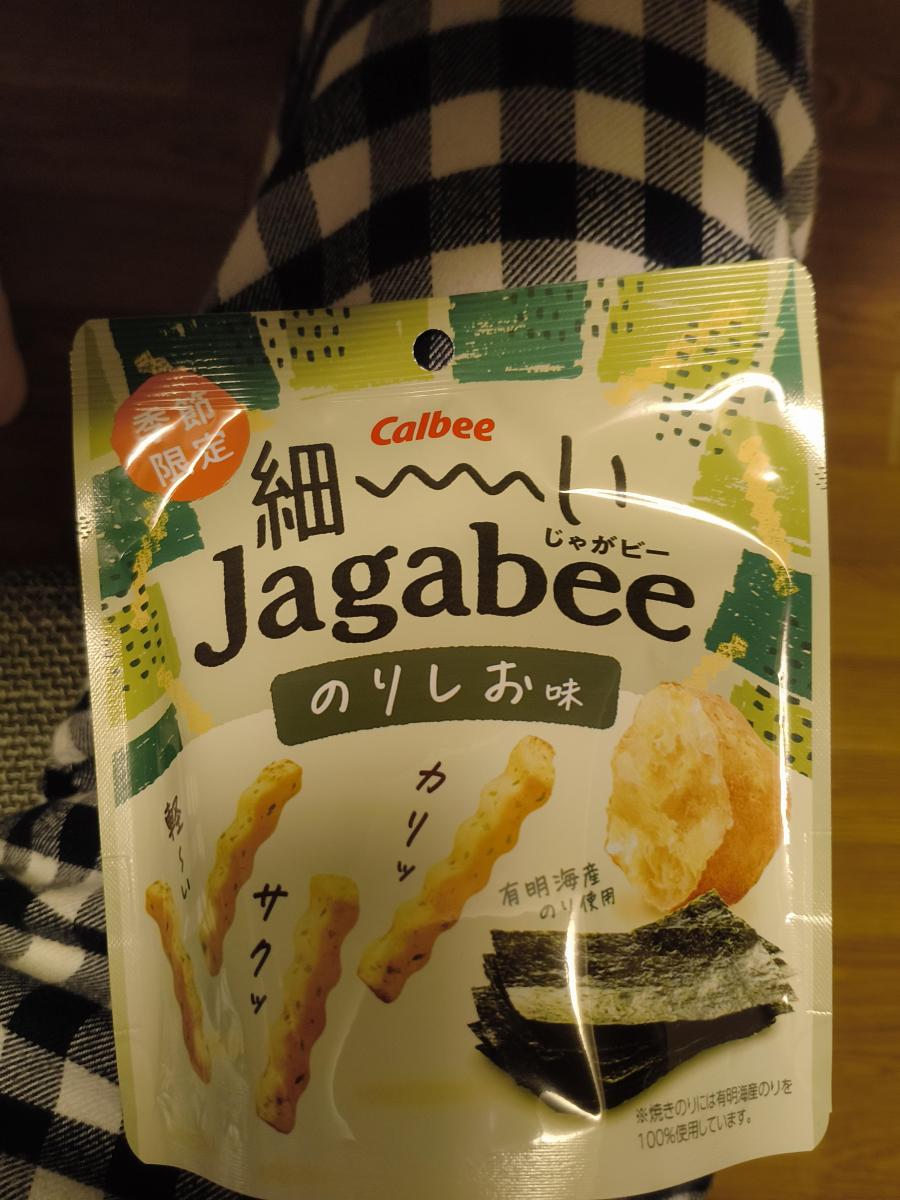 季節
限定
Calbee
細〜〜〜い
じゃがビー
Jagabee
のりしお味
軽〜い
サクッ
カリッ
有明海産
のり使用
※焼きのりには有明海産のりを
100%使用しています。